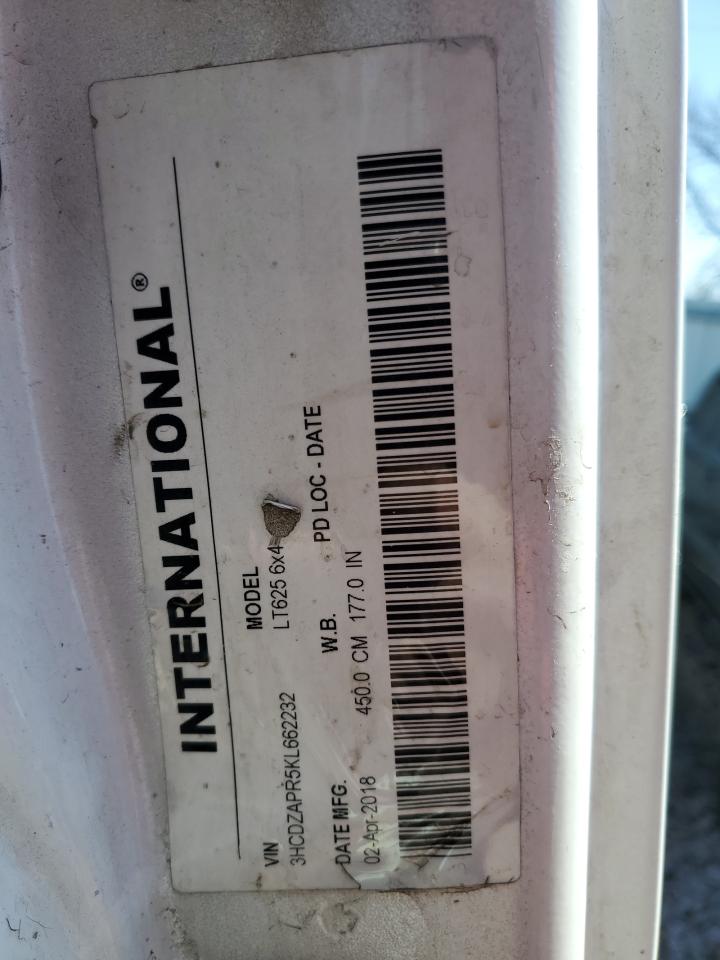 INTERNATIONAL®
VIN MODEL
3HCDZAPR5KL662232 LT625 6x4
DATE MFG. W.B. PD LOC - DATE
02-Apr-2018 450.0 CM 177.0 IN